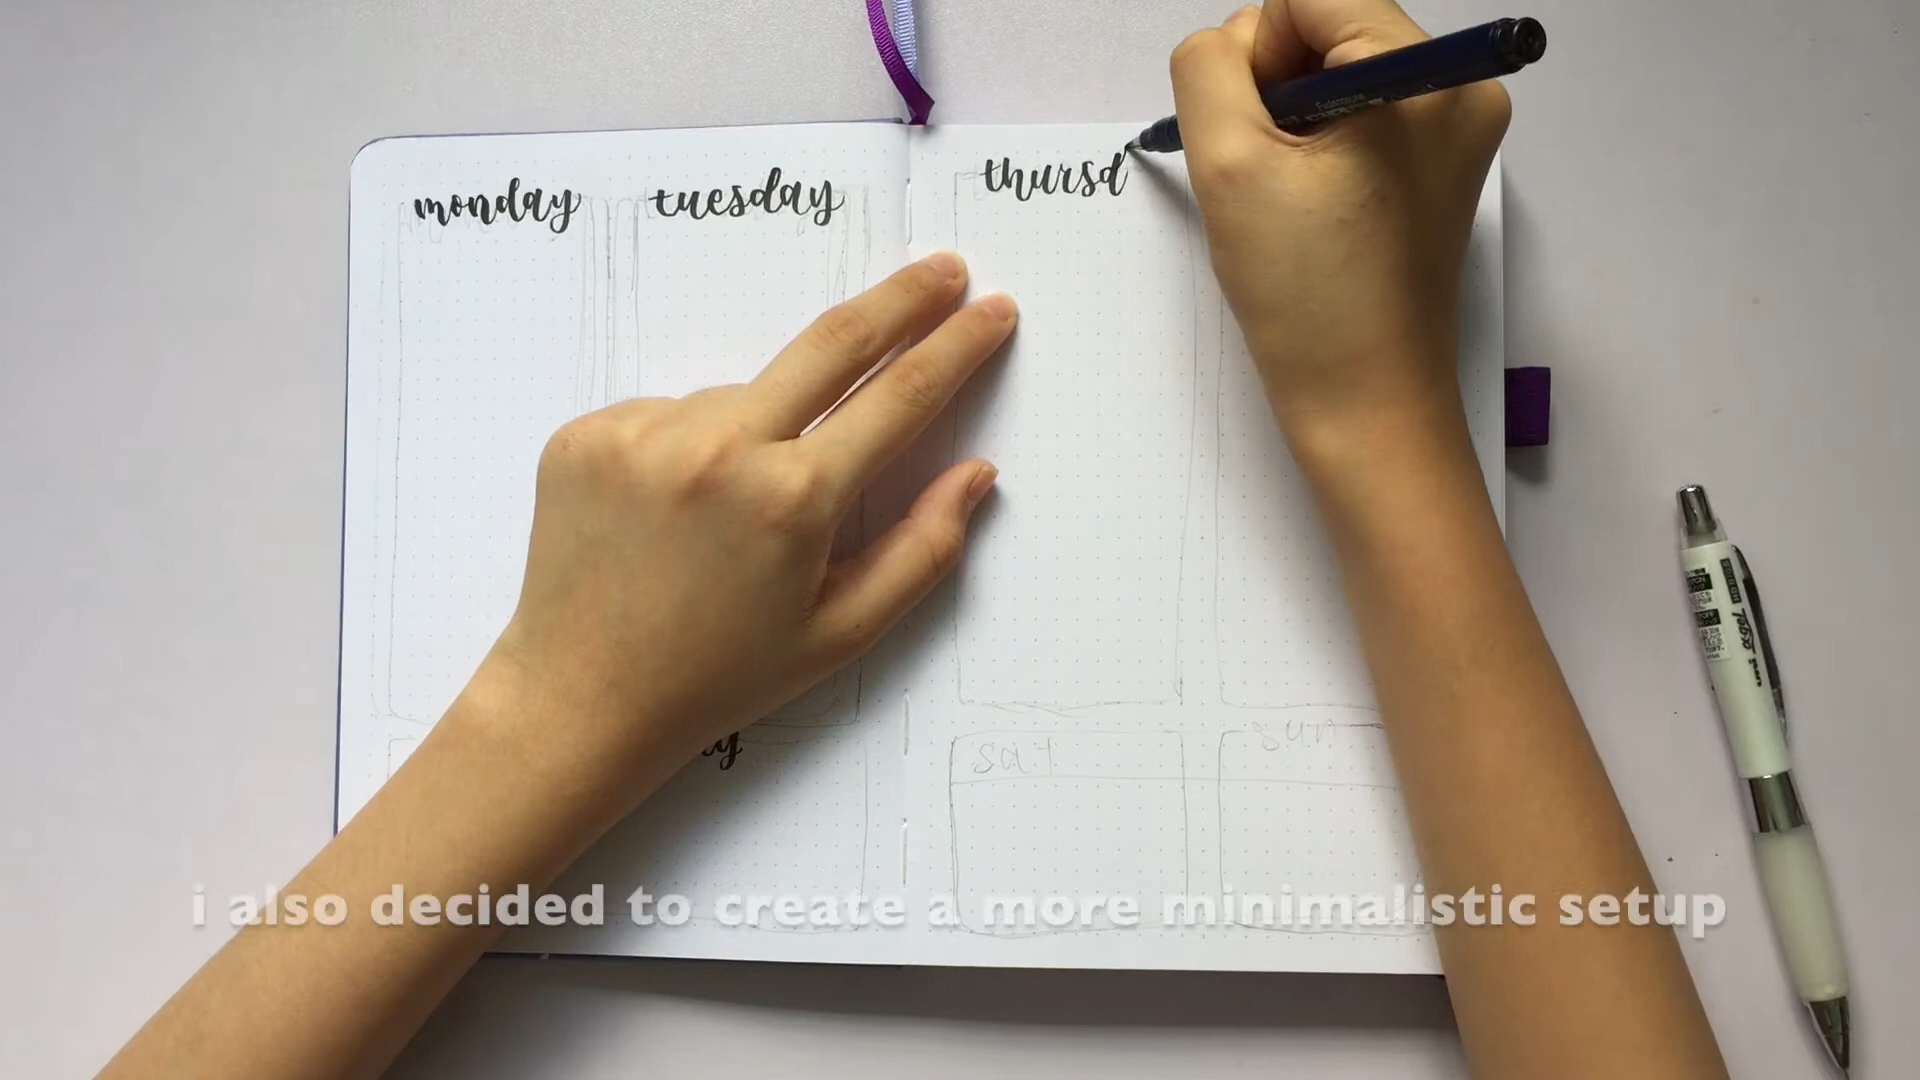 monday
tuesday
thursd
sat
sun
i also decided to create a more minimalistic setup